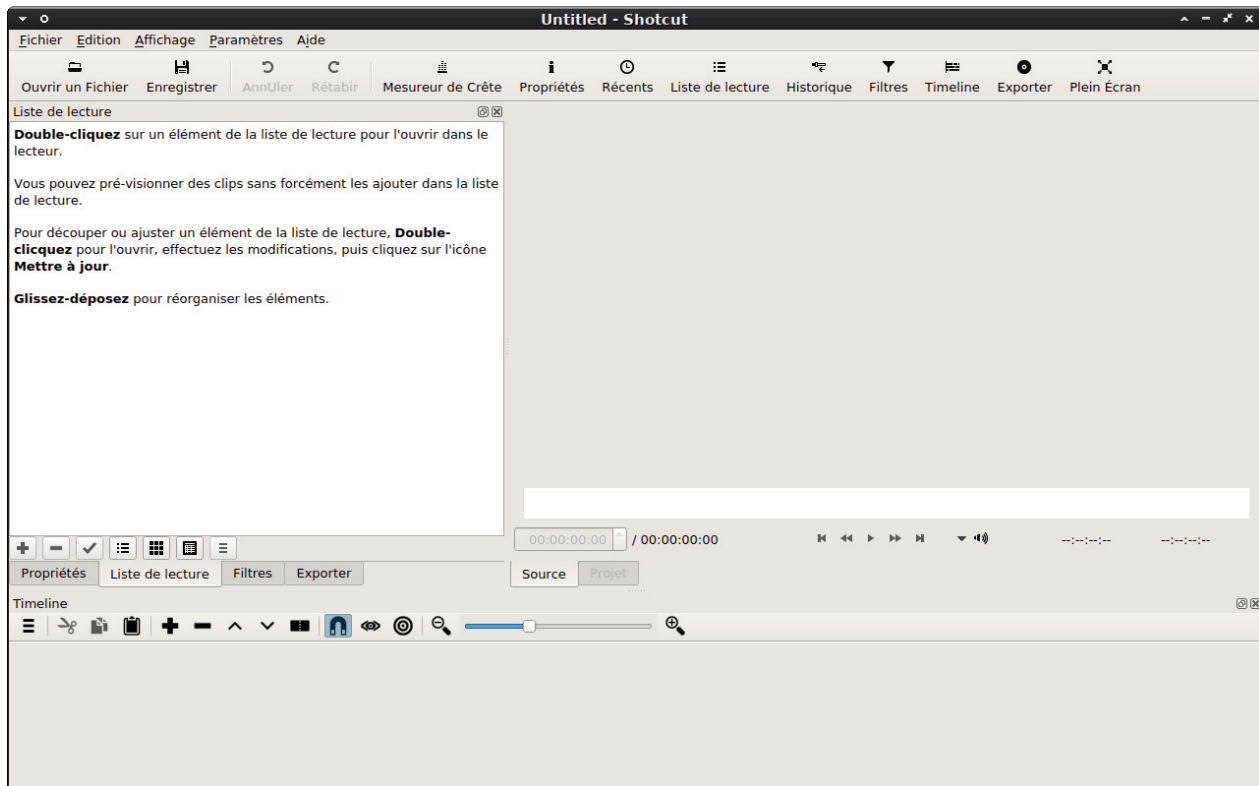 Untitled - Shotcut
Fichier Edition Affichage Paramètres Aide
Ouvrir un Fichier Enregistrer AnnUler Rétabir Mesureur de Crête Propriétés Récents Liste de lecture Historique Filtres Timeline Exporter Plein Écran
Liste de lecture
Double-cliquez sur un élément de la liste de lecture pour l'ouvrir dans le
lecteur.
Vous pouvez pré-visionner des clips sans forcément les ajouter dans la liste
de lecture.
Pour découper ou ajuster un élément de la liste de lecture, Double-
clicquez pour l'ouvrir, effectuez les modifications, puis cliquez sur l'icône
Mettre à jour.
Glissez-déposez pour réorganiser les éléments.
00:00:00:00 / 00:00:00:00 --:--:--:-- --:--:--:--
Propriétés Liste de lecture Filtres Exporter Source Projet
Timeline